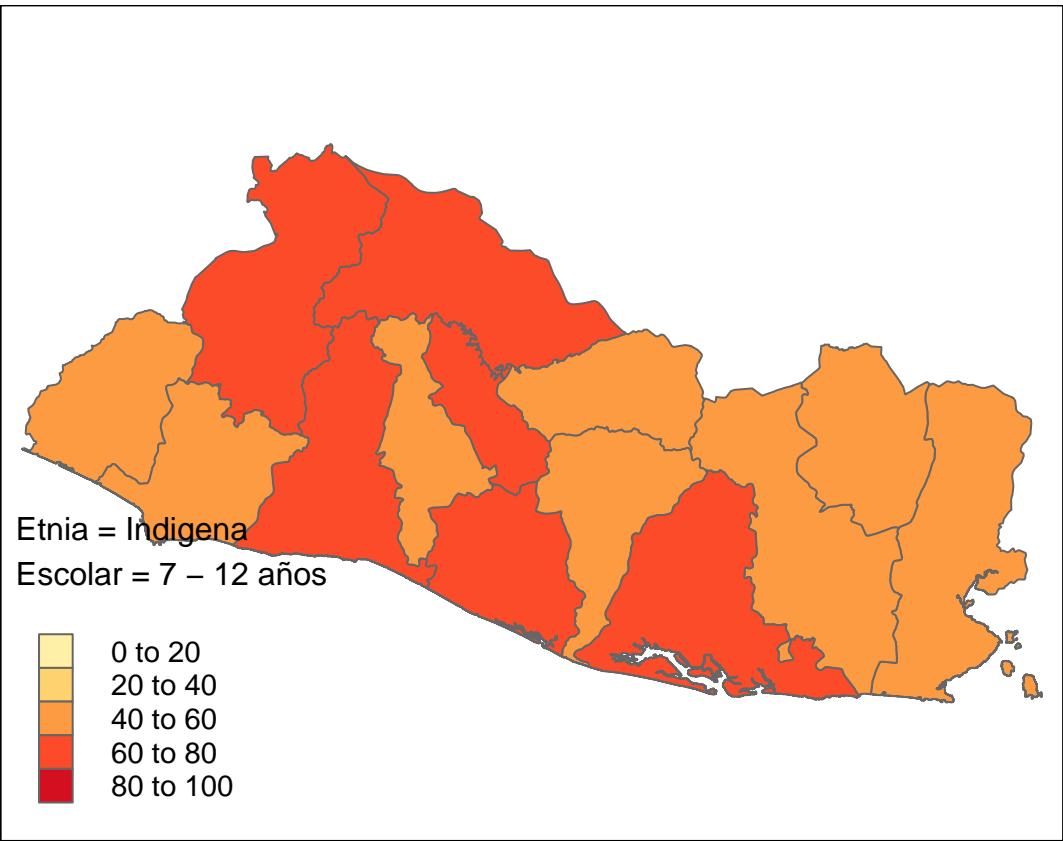 Etnia = Indigena
Escolar = 7 − 12 años
0 to 20
20 to 40
40 to 60
60 to 80
80 to 100